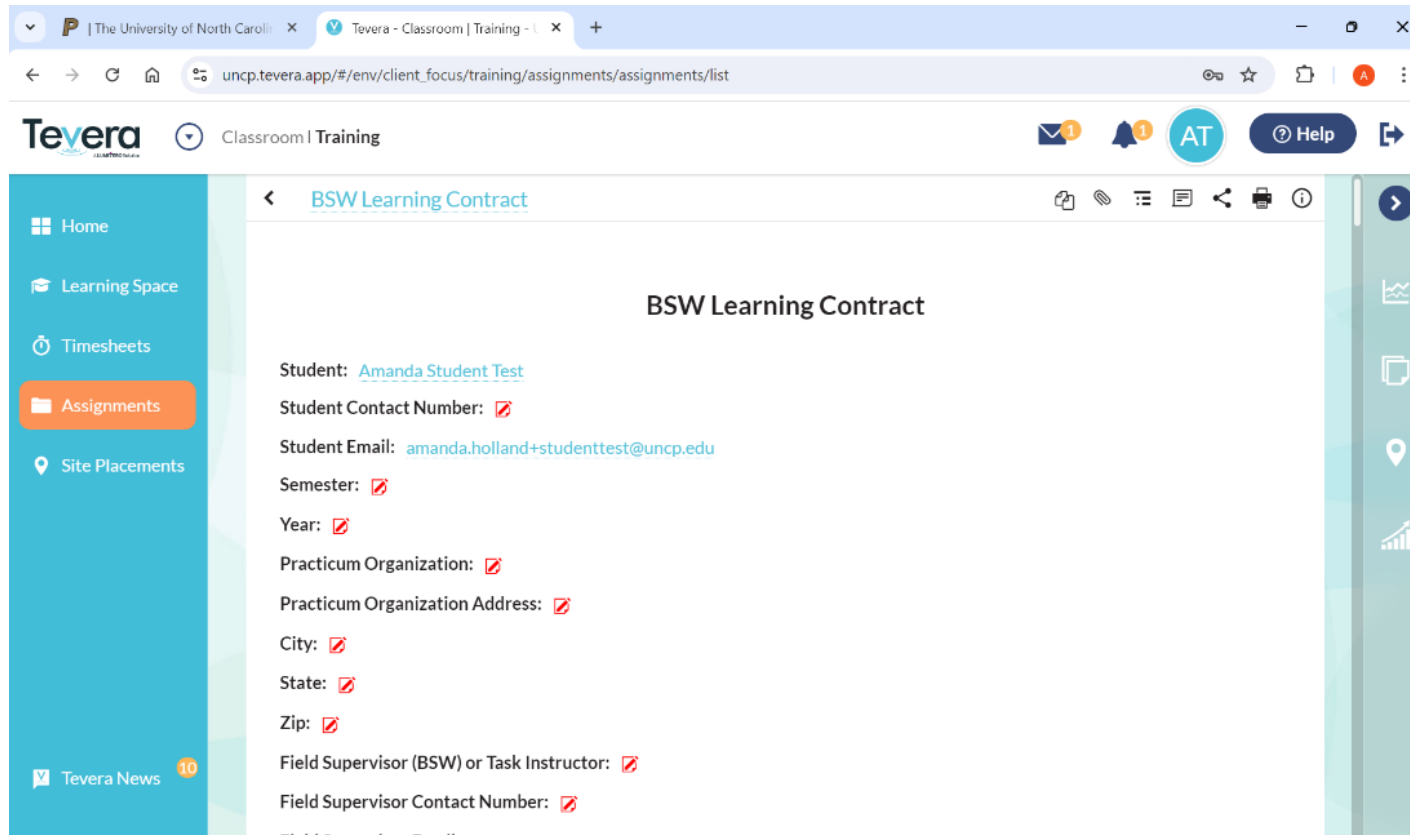 | The University of North Caroli
Tevera - Classroom | Training - U
uncp.tevera.app/#/env/client_focus/training/assignments/assignments/list
A
Tevera
Classroom | Training
1
1
AT
Help
BSW Learning Contract
Home
Learning Space
Timesheets
Assignments
Site Placements
Tevera News
10
BSW Learning Contract
Student: Amanda Student Test
Student Contact Number:
Student Email: amanda.holland+studenttest@uncp.edu
Semester:
Year:
Practicum Organization:
Practicum Organization Address:
City:
State:
Zip:
Field Supervisor (BSW) or Task Instructor:
Field Supervisor Contact Number: